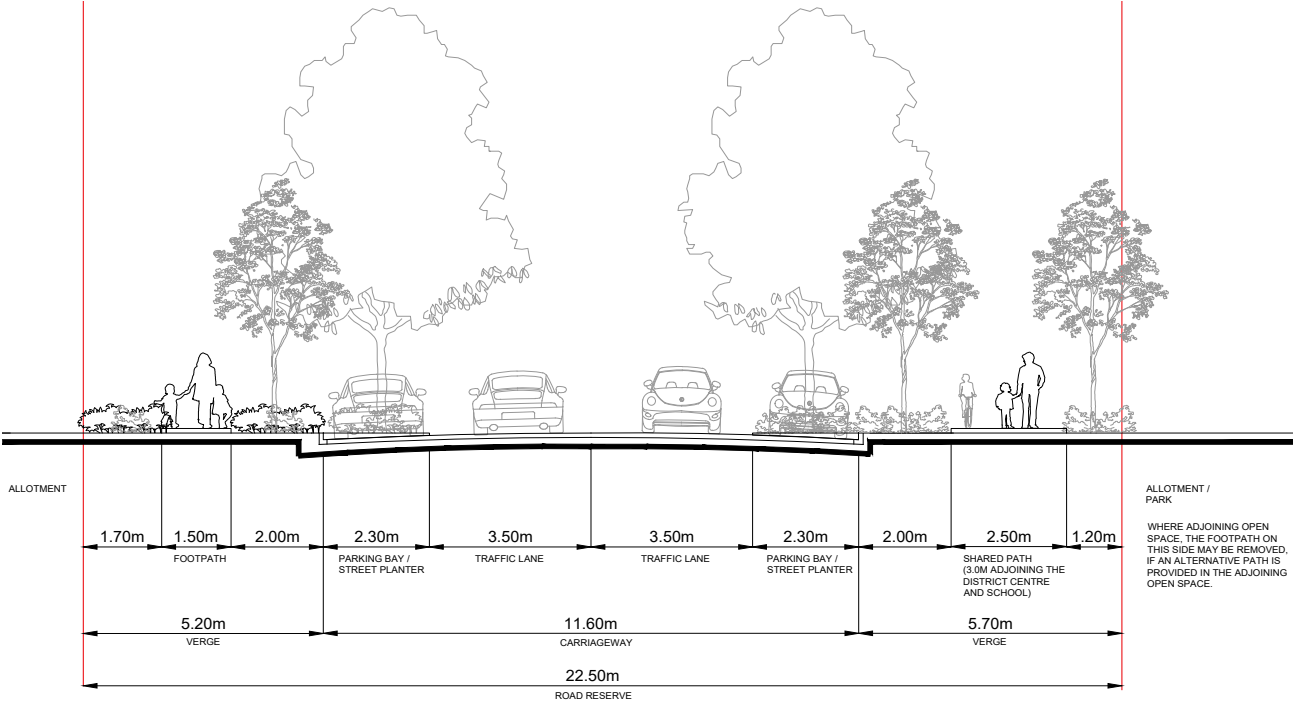 ALLOTMENT
ALLOTMENT /
PARK
WHERE ADJOINING OPEN
SPACE, THE FOOTPATH ON
THIS SIDE MAY BE REMOVED,
IF AN ALTERNATIVE PATH IS
PROVIDED IN THE ADJOINING
OPEN SPACE.
1.70m
1.50m
2.00m
2.30m
3.50m
3.50m
2.30m
2.00m
2.50m
1.20m
FOOTPATH
PARKING BAY /
STREET PLANTER
TRAFFIC LANE
TRAFFIC LANE
PARKING BAY /
STREET PLANTER
SHARED PATH
(3.0M ADJOINING THE
DISTRICT CENTRE
AND SCHOOL)
5.20m
VERGE
11.60m
CARRIAGEWAY
5.70m
VERGE
22.50m
ROAD RESERVE